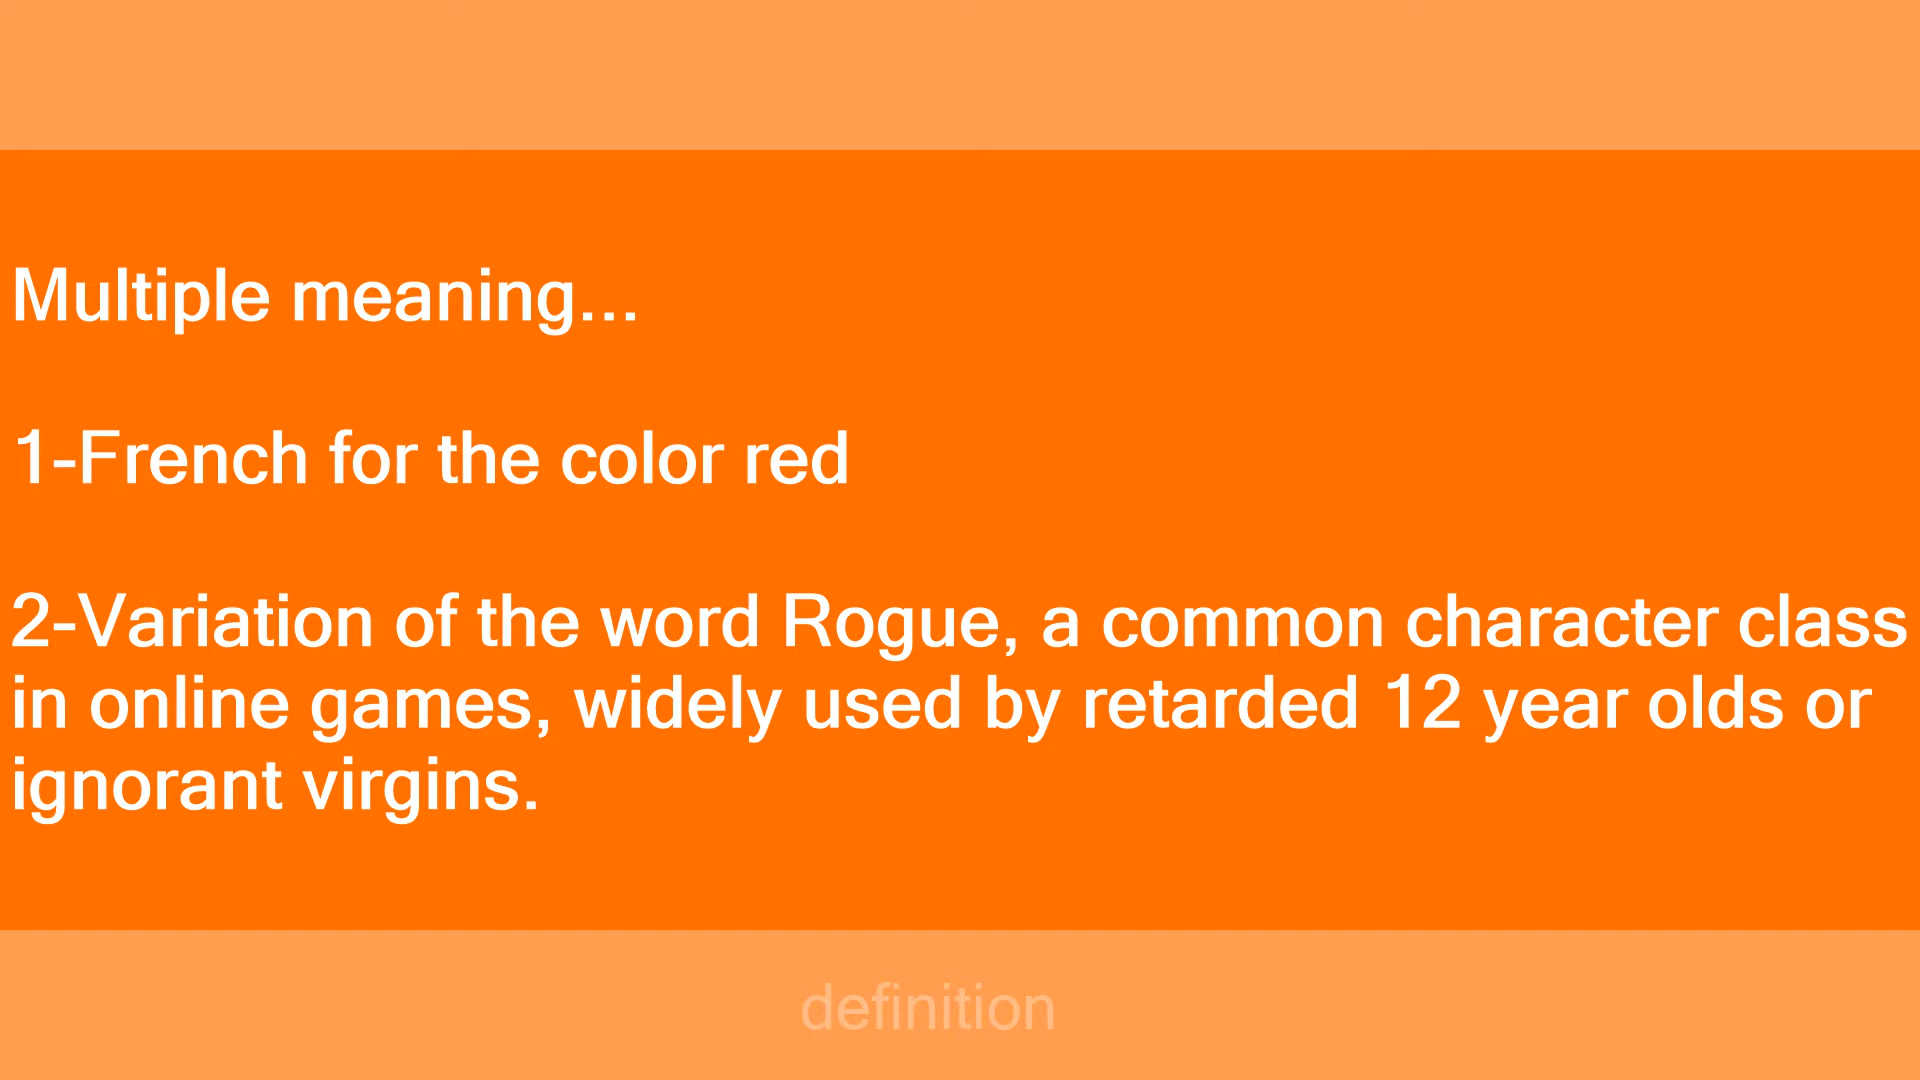 Multiple meaning...
1-French for the color red
2-Variation of the word Rogue, a common character class
in online games, widely used by retarded 12 year olds or
ignorant virgins.
definition